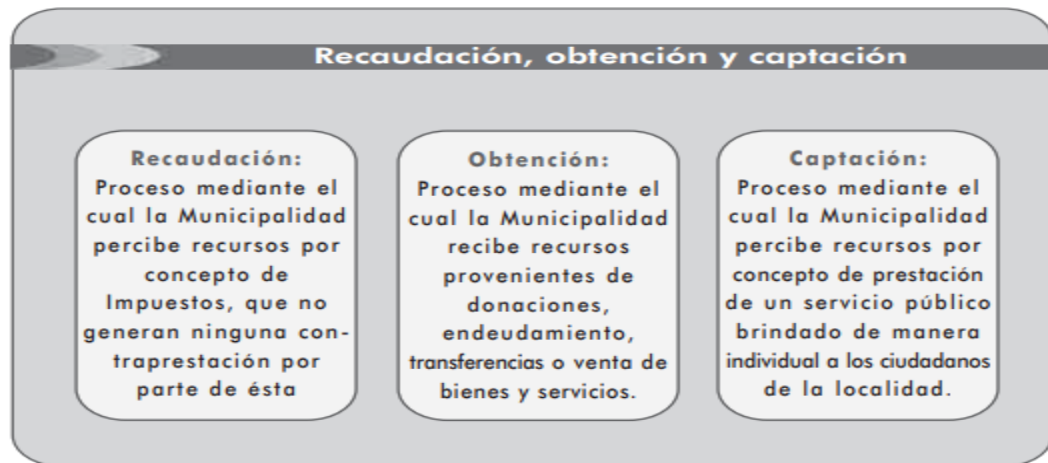 Recaudación, obtención y captación
Recaudación:
Proceso mediante el
cual la Municipalidad
percibe recursos por
concepto de
Impuestos, que no
generan ninguna con-
traprestación por
parte de ésta
Obtención:
Proceso mediante el
cual la Municipalidad
recibe recursos
provenientes de
donaciones,
endeudamiento,
transferencias o venta de
bienes y servicios.
Captación:
Proceso mediante el
cual la Municipalidad
percibe recursos por
concepto de prestación
de un servicio público
brindado de manera
individual a los ciudadanos
de la localidad.